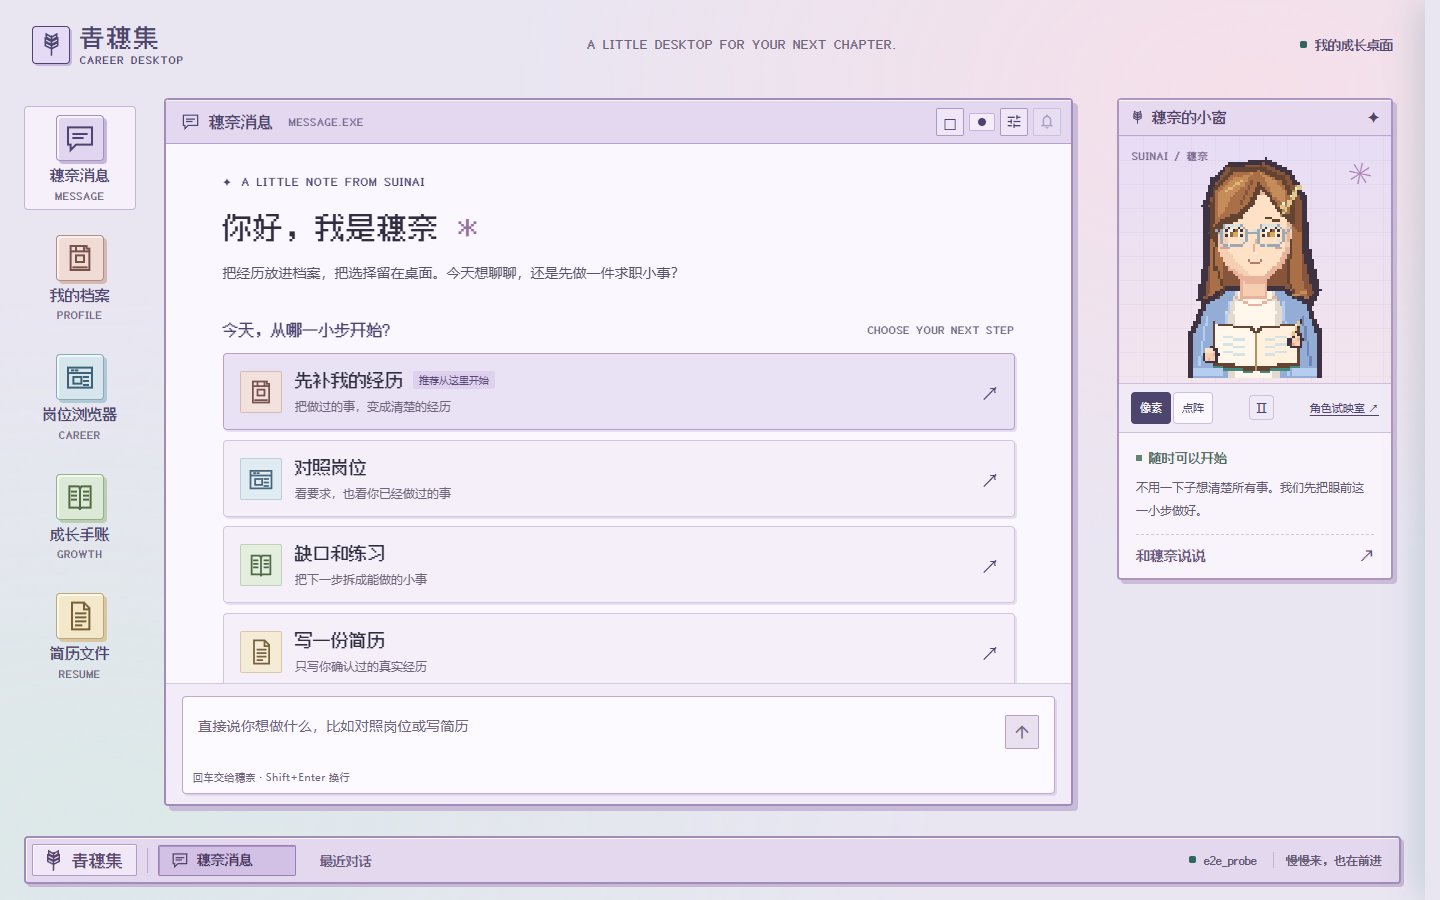 青穗集
CAREER DESKTOP
A LITTLE DESKTOP FOR YOUR NEXT CHAPTER.
我的成长桌面
穗奈消息
MESSAGE
我的档案
PROFILE
岗位浏览器
CAREER
成长手账
GROWTH
简历文件
RESUME
穗奈消息 MESSAGE.EXE
A LITTLE NOTE FROM SUINAI
你好，我是穗奈
把经历放进档案，把选择留在桌面。今天想聊聊，还是先做一件求职小事？
今天，从哪一小步开始？
CHOOSE YOUR NEXT STEP
先补我的经历 推荐从这里开始
把做过的事，变成清楚的经历
对照岗位
看要求，也看你已经做过的事
缺口和练习
把下一步拆成能做的小事
写一份简历
只写你确认过的真实经历
直接说你想做什么，比如对照岗位或写简历
回车交给穗奈 · Shift+Enter 换行
穗奈的小窗
SUINAI / 穗奈
像素 点阵 角色试映室 ↗
随时可以开始
不用一下子想清楚所有事。我们先把眼前这
一小步做好。
和穗奈说说
青穗集 穗奈消息 最近对话
e2e_probe 慢慢来，也在前进